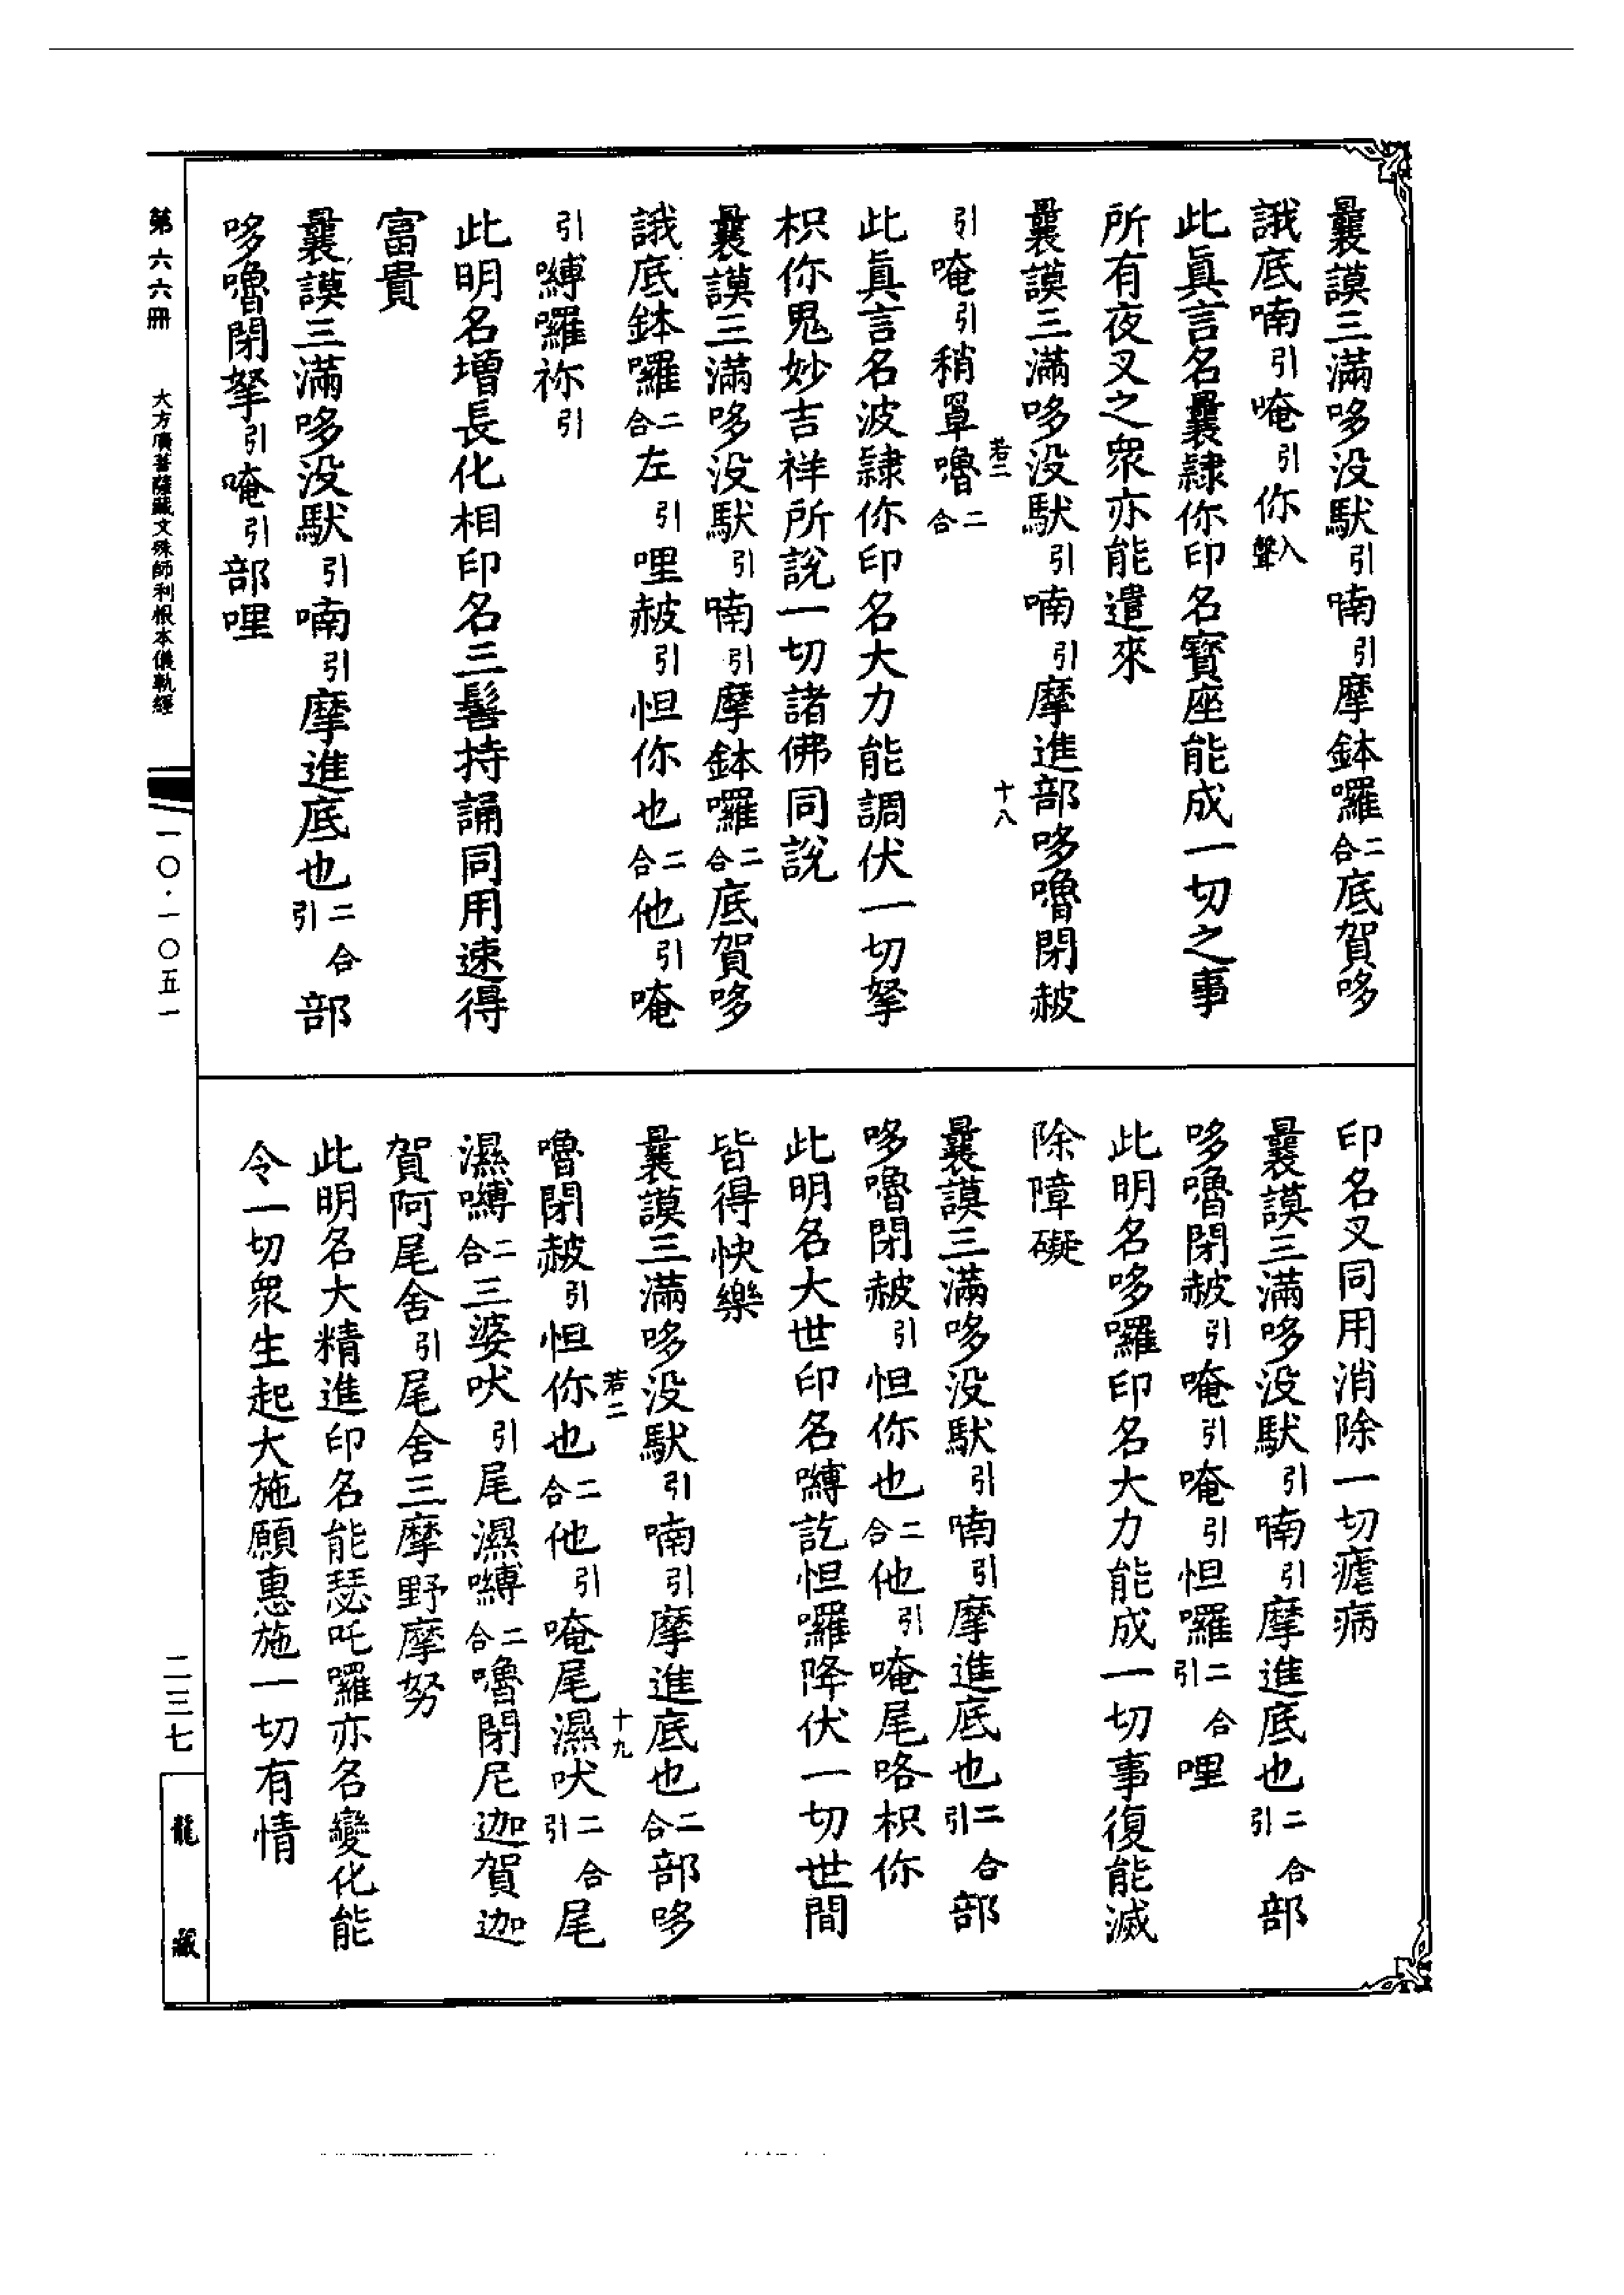 曩謨三滿哆没馱引喃引摩鉢囉二合底賀哆
誐底喃引唵引你入聲
此眞言名曩隸你印名寶座能成一切之事
所有夜叉之衆亦能遣來
曩謨三滿哆没馱引喃引摩進部哆嚕閉赦
若二
十八
引唵引稍罩嚕二合
此眞言名波隸你印名大力能調伏一切拏
枳你鬼妙吉祥所說一切諸佛同說
曩謨三滿哆没馱引喃引摩鉢囉二合底賀哆
誐底鉢囉二合左引哩赦引怛你也二合他引唵
引嚩囉祢引
此明名增長化相印名三髻持誦同用速得
富貴
曩謨三滿哆没馱引喃引摩進底也二合引部
哆嚕閉拏引唵引部哩
印名叉同用消除一切瘧病
曩謨三滿哆没馱引喃引摩進底也二合引部
哆嚕閉赦引唵引唵引怛囉二合引哩
此明名哆囉印名大力能成一切事復能滅
除障礙
曩謨三滿哆没馱引喃引摩進底也二合引部
哆嚕閉赦引怛你也二合他引唵尾咯枳你
此明名大世印名嚩訖怛囉降伏一切世間
皆得快樂
曩謨三滿哆没馱引喃引摩進底也二合部哆
若二
十九
嚕閉赦引怛你也二合他引唵尾濕吠二合引尾
濕嚩二合三婆吠引尾濕嚩二合嚕閉尼迦賀迦
賀阿尾舍引尾舍三摩野摩努
此明名大精進印名能瑟吒囉亦名變化能
令一切衆生起大施願惠施一切有情
第六六冊
大方廣菩薩藏文殊師利根本儀軌經
一〇·一〇五一
二三七
龍藏